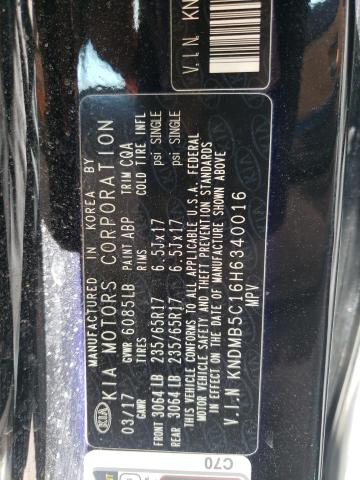 MANUFACTURED IN KOREA BY
KIA KIA MOTORS CORPORATION
03/17 GVWR 6085LB PAINT ABP TRIM CQA
GAWR TIRES RIMS COLD TIRE INFL
FRONT 3064LB 235/65R17 6.5JX17 psi SINGLE
REAR 3064LB 235/65R17 6.5JX17 psi SINGLE
THIS VEHICLE CONFORMS TO ALL APPLICABLE U.S.A. FEDERAL
MOTOR VEHICLE SAFETY AND THEFT PREVENTION STANDARDS
IN EFFECT ON THE DATE OF MANUFACTURE SHOWN ABOVE
V.I.N KNDMB5C16H6340016
MPV
V.I.N KN
C70